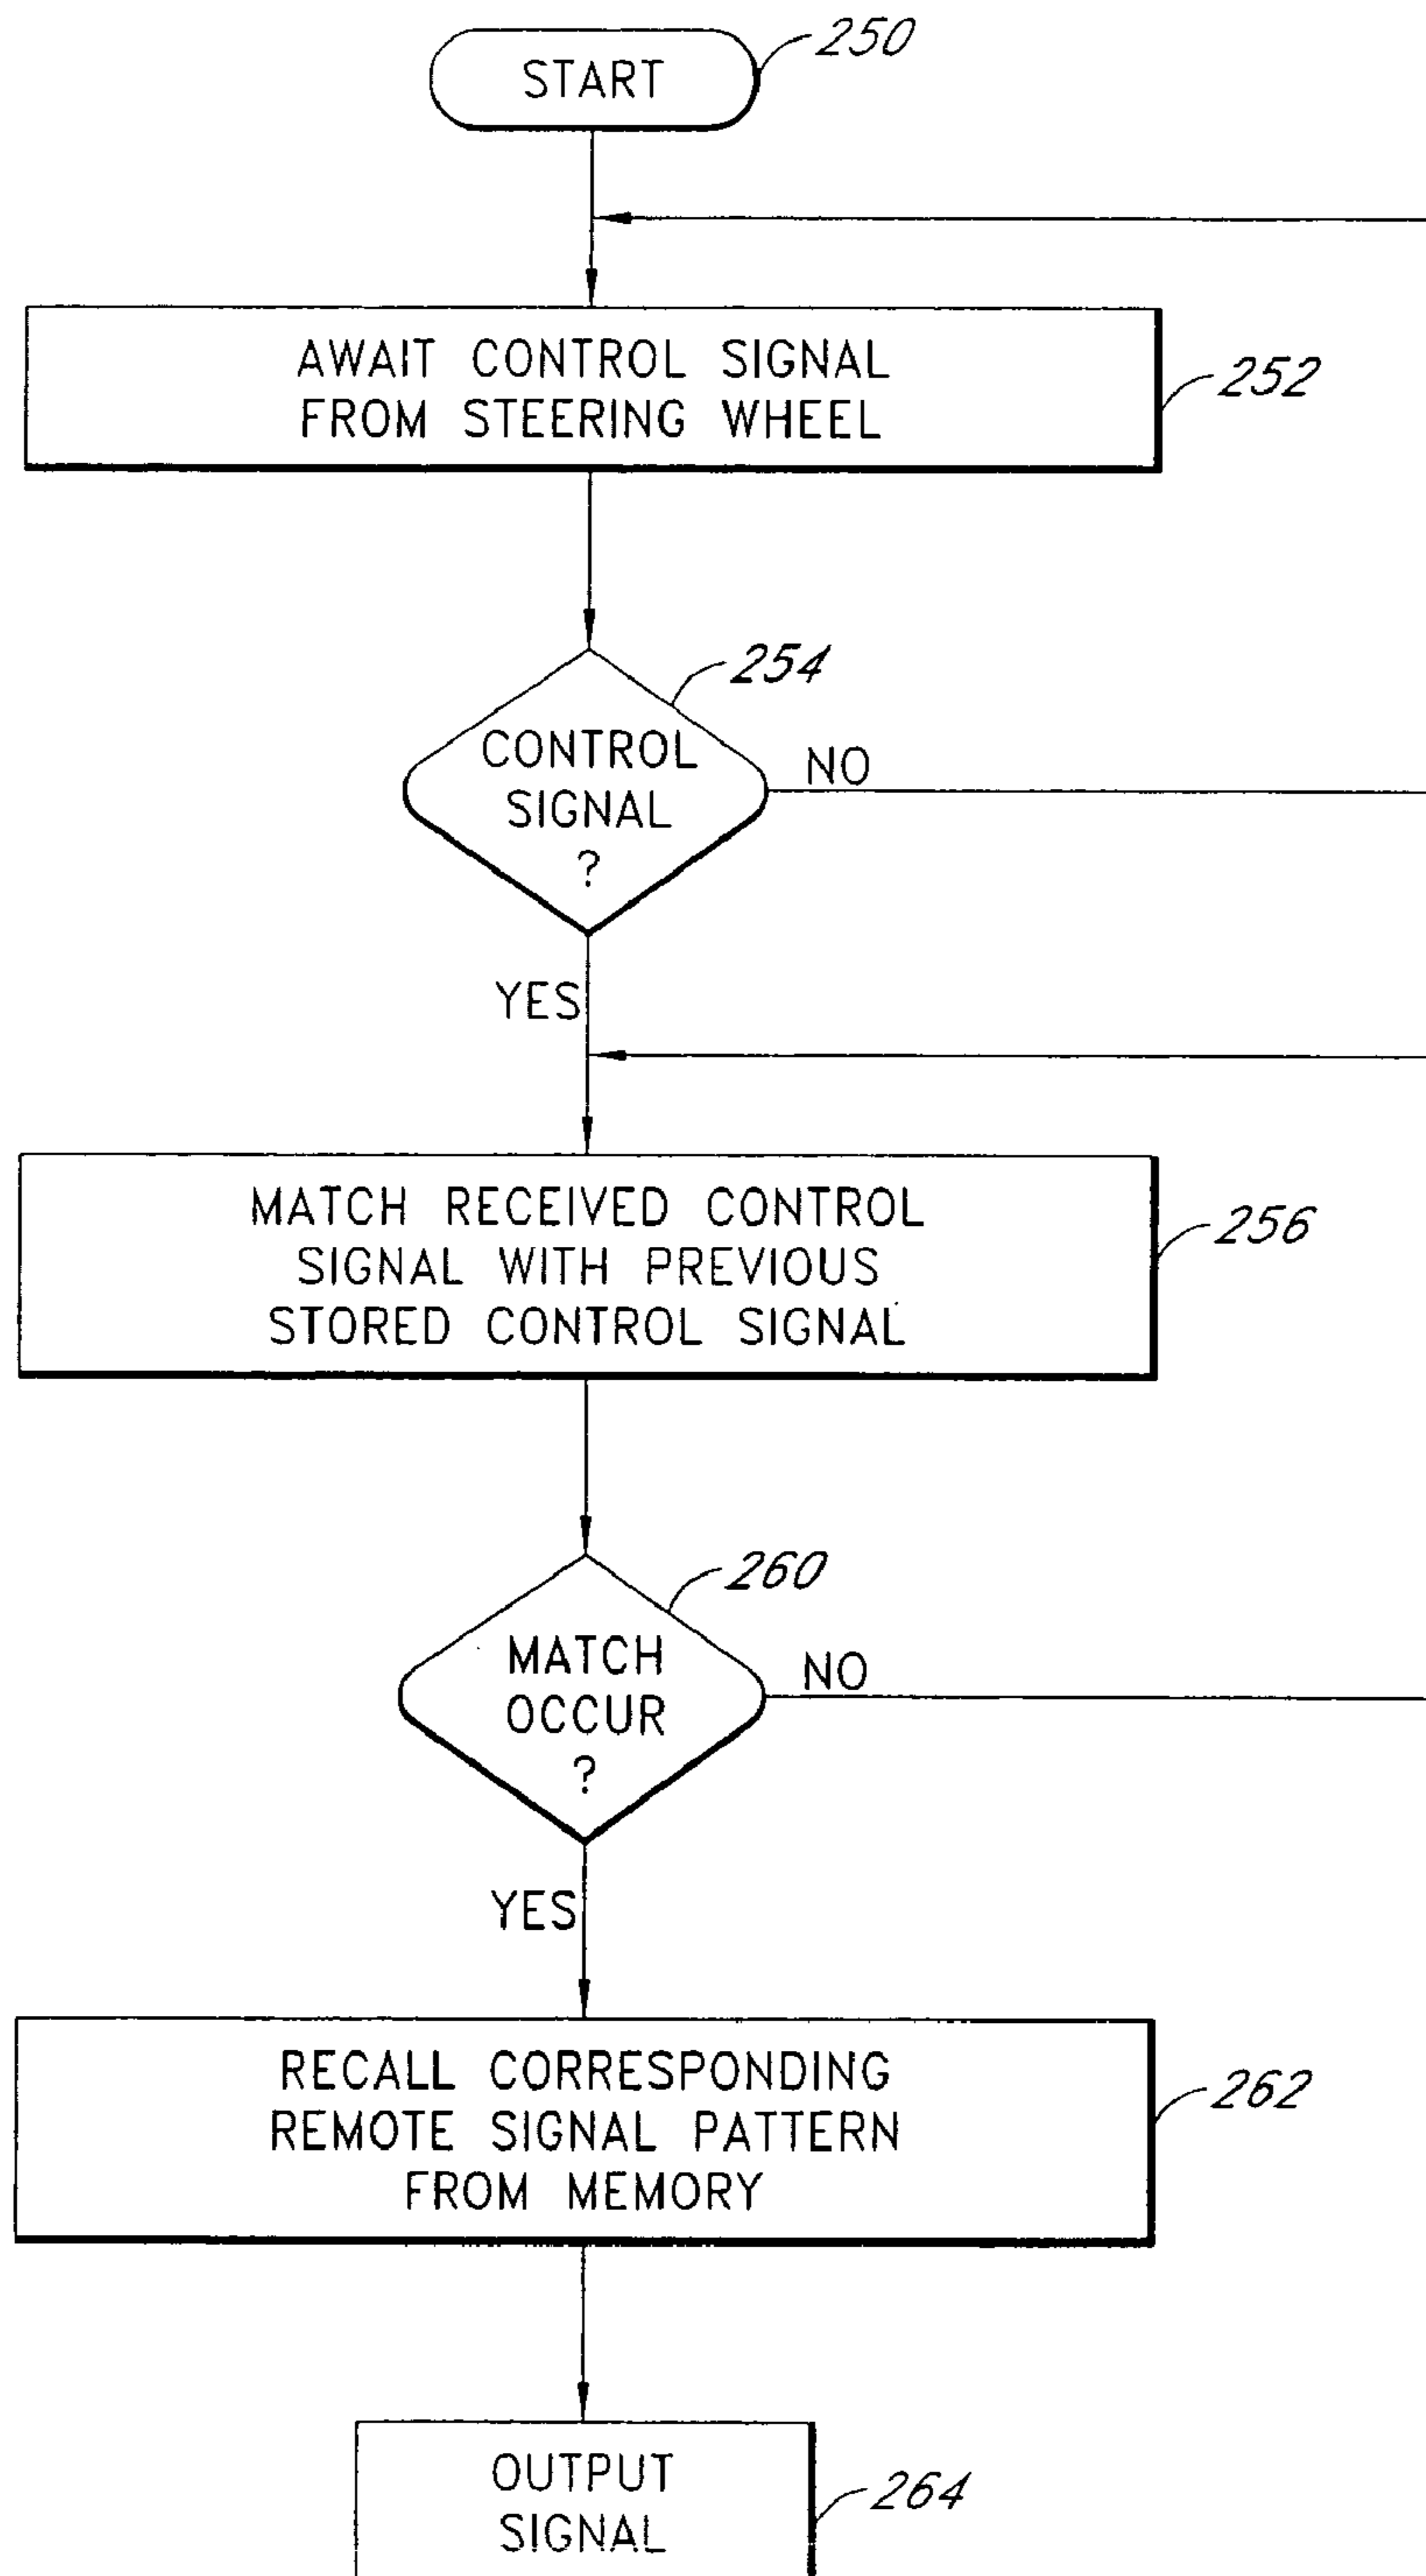 START
250
AWAIT CONTROL SIGNAL
FROM STEERING WHEEL
252
254
CONTROL
SIGNAL
?
NO
YES
MATCH RECEIVED CONTROL
SIGNAL WITH PREVIOUS
STORED CONTROL SIGNAL
256
260
MATCH
OCCUR
?
NO
YES
RECALL CORRESPONDING
REMOTE SIGNAL PATTERN
FROM MEMORY
262
OUTPUT
SIGNAL
264